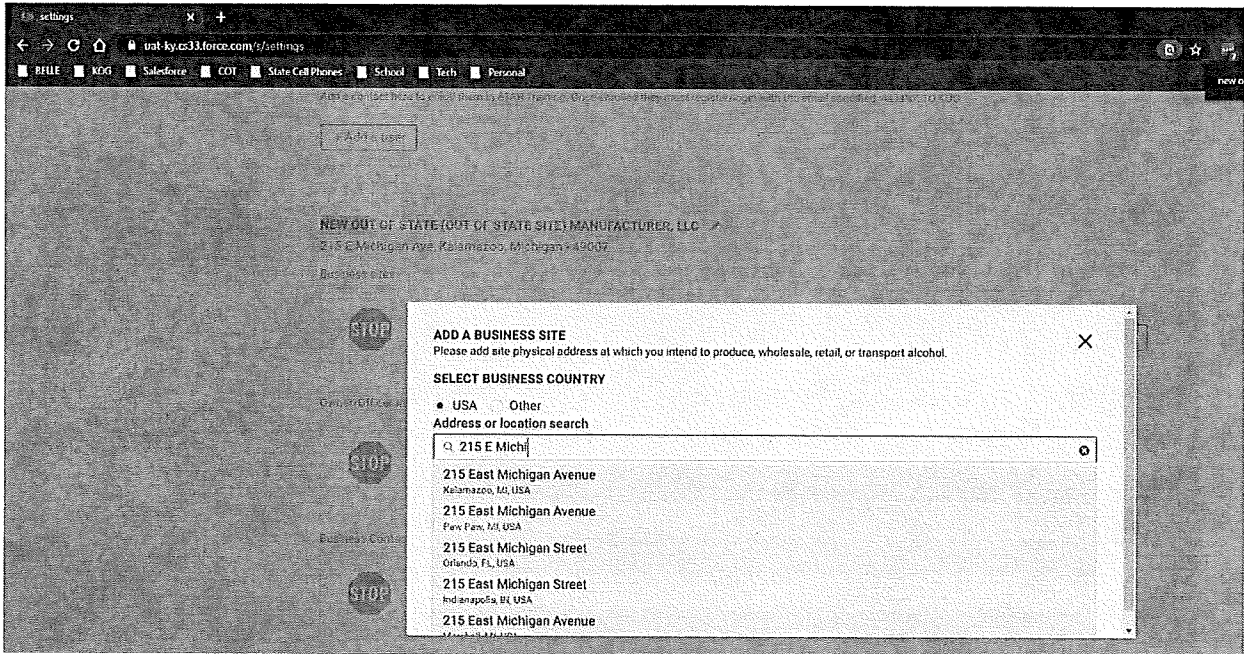 settings
uat-ky.cs33.force.com/s/settings
BELLE KOG Salesforce COT State Cell Phones School Tech Personal
new o
+ Add a user
NEW OUT OF STATE (OUT OF STATE SITE) MANUFACTURER, LLC
215 E Michigan Ave, Kalamazoo, Michigan - 49007
Business sites
STOP
ADD A BUSINESS SITE
Please add site physical address at which you intend to produce, wholesale, retail, or transport alcohol.
SELECT BUSINESS COUNTRY
USA Other
Address or location search
215 E Michi
215 East Michigan Avenue
Kalamazoo, MI, USA
STOP
215 East Michigan Avenue
Paw Paw, MI, USA
215 East Michigan Street
Orlando, FL, USA
STOP
215 East Michigan Street
Indianapolis, IN, USA
215 East Michigan Avenue